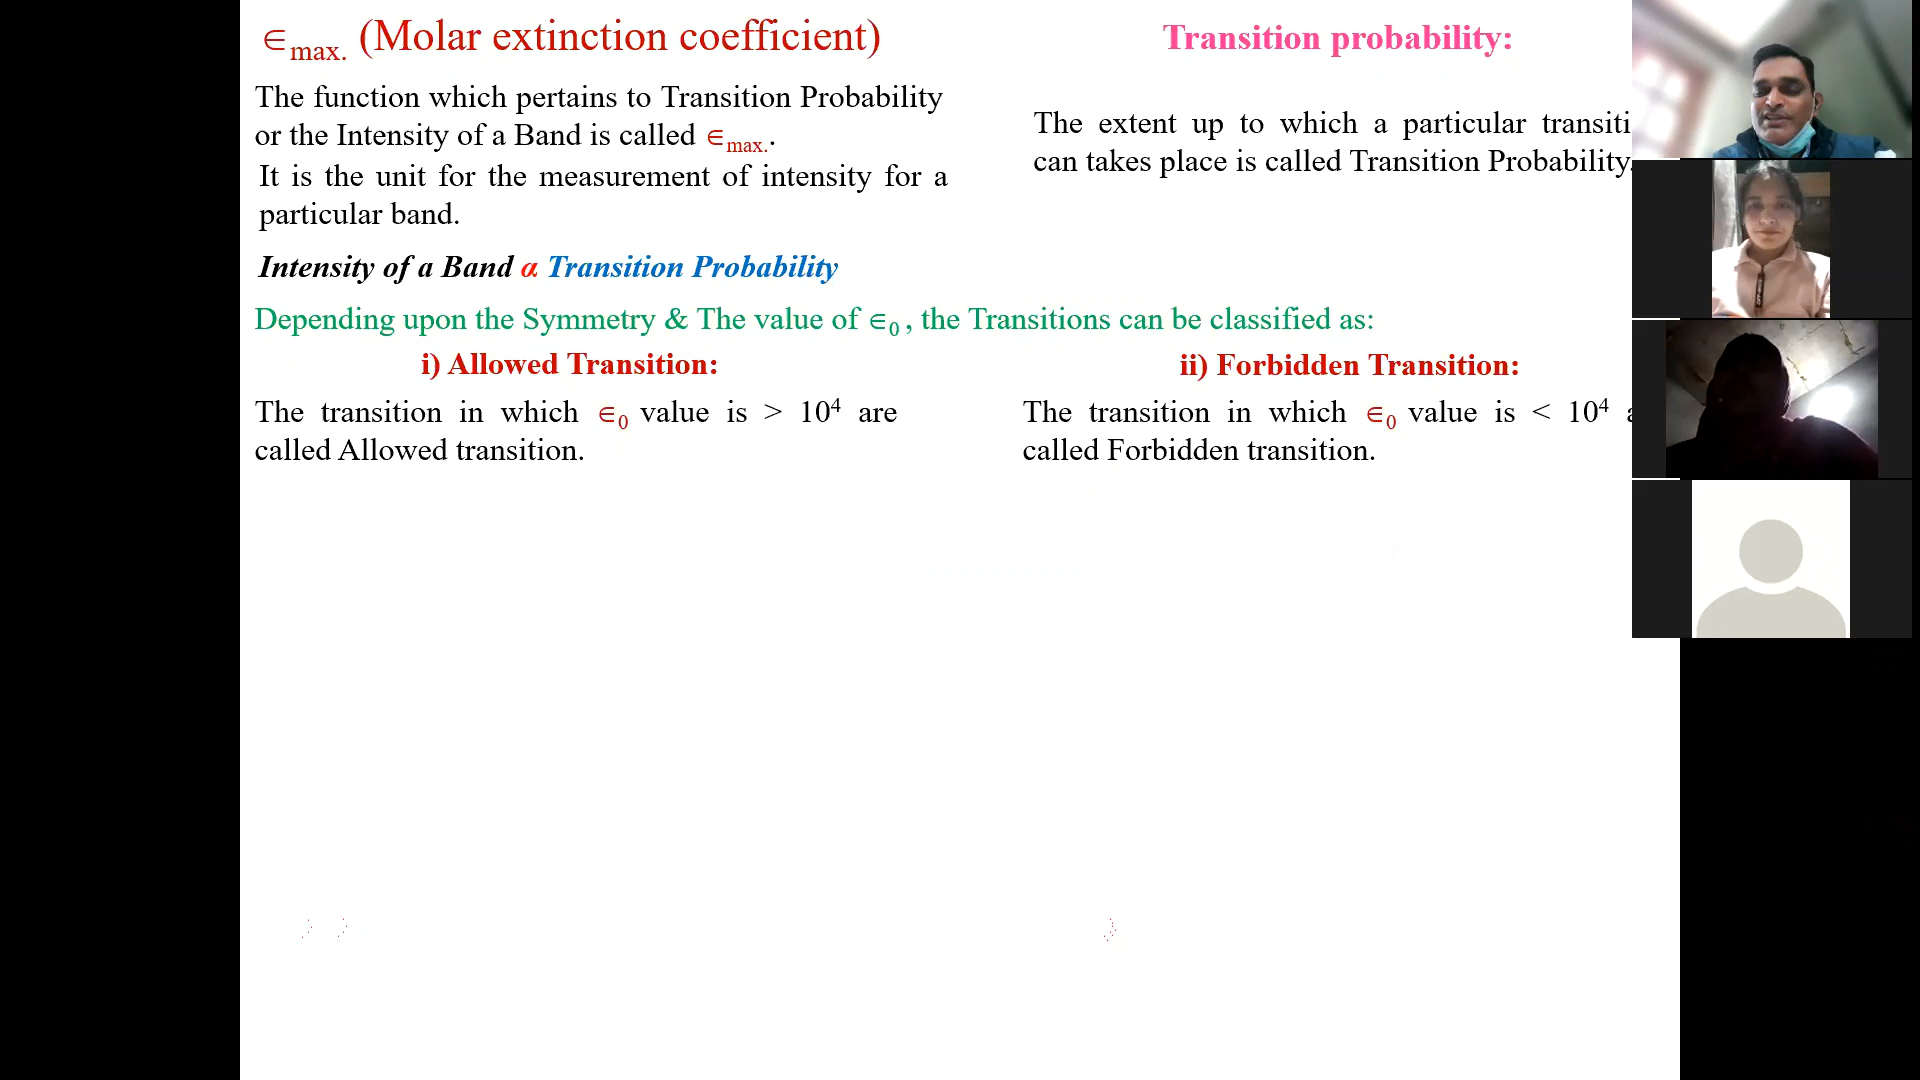 ∈max. (Molar extinction coefficient)
The function which pertains to Transition Probability
or the Intensity of a Band is called ∈max..
It is the unit for the measurement of intensity for a
particular band.
Intensity of a Band α Transition Probability
Transition probability:
The extent up to which a particular transiti
can takes place is called Transition Probability.
Depending upon the Symmetry & The value of ∈0, the Transitions can be classified as:
i) Allowed Transition:
The transition in which ∈0 value is > 10⁴ are
called Allowed transition.
ii) Forbidden Transition:
The transition in which ∈0 value is < 10⁴
called Forbidden transition.